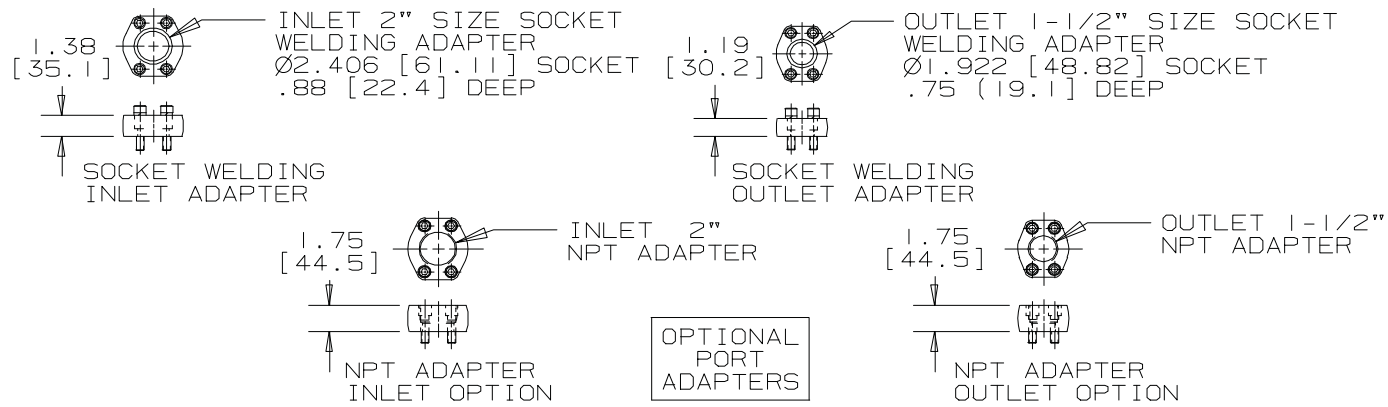 1.38
[35.1]
INLET 2" SIZE SOCKET
WELDING ADAPTER
Ø2.406 [61.11] SOCKET
.88 [22.4] DEEP
SOCKET WELDING
INLET ADAPTER
1.19
[30.2]
OUTLET 1-1/2" SIZE SOCKET
WELDING ADAPTER
Ø1.922 [48.82] SOCKET
.75 (19.1] DEEP
SOCKET WELDING
OUTLET ADAPTER
1.75
[44.5]
INLET 2"
NPT ADAPTER
NPT ADAPTER
INLET OPTION
OPTIONAL
PORT
ADAPTERS
1.75
[44.5]
OUTLET 1-1/2"
NPT ADAPTER
NPT ADAPTER
OUTLET OPTION